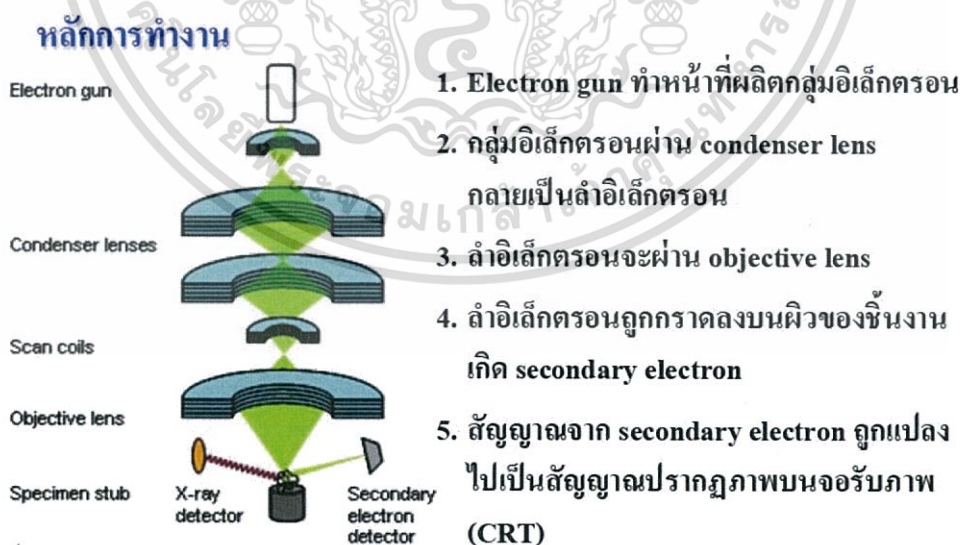 หลักการทำงาน
Electron gun
Condenser lenses
Scan coils
Objective lens
Specimen stub
X-ray
detector
Secondary
electron
detector
1. Electron gun ทำหน้าที่ผลิตกลุ่มอิเล็กตรอน
2. กลุ่มอิเล็กตรอนผ่าน condenser lens
กลายเป็นลำอิเล็กตรอน
3. ลำอิเล็กตรอนจะผ่าน objective lens
4. ลำอิเล็กตรอนถูกกราดลงบนผิวของชิ้นงาน
เกิด secondary electron
5. สัญญาณจาก secondary electron ถูกแปลง
ไปเป็นสัญญาณปรากฏภาพบนจอรับภาพ
(CRT)